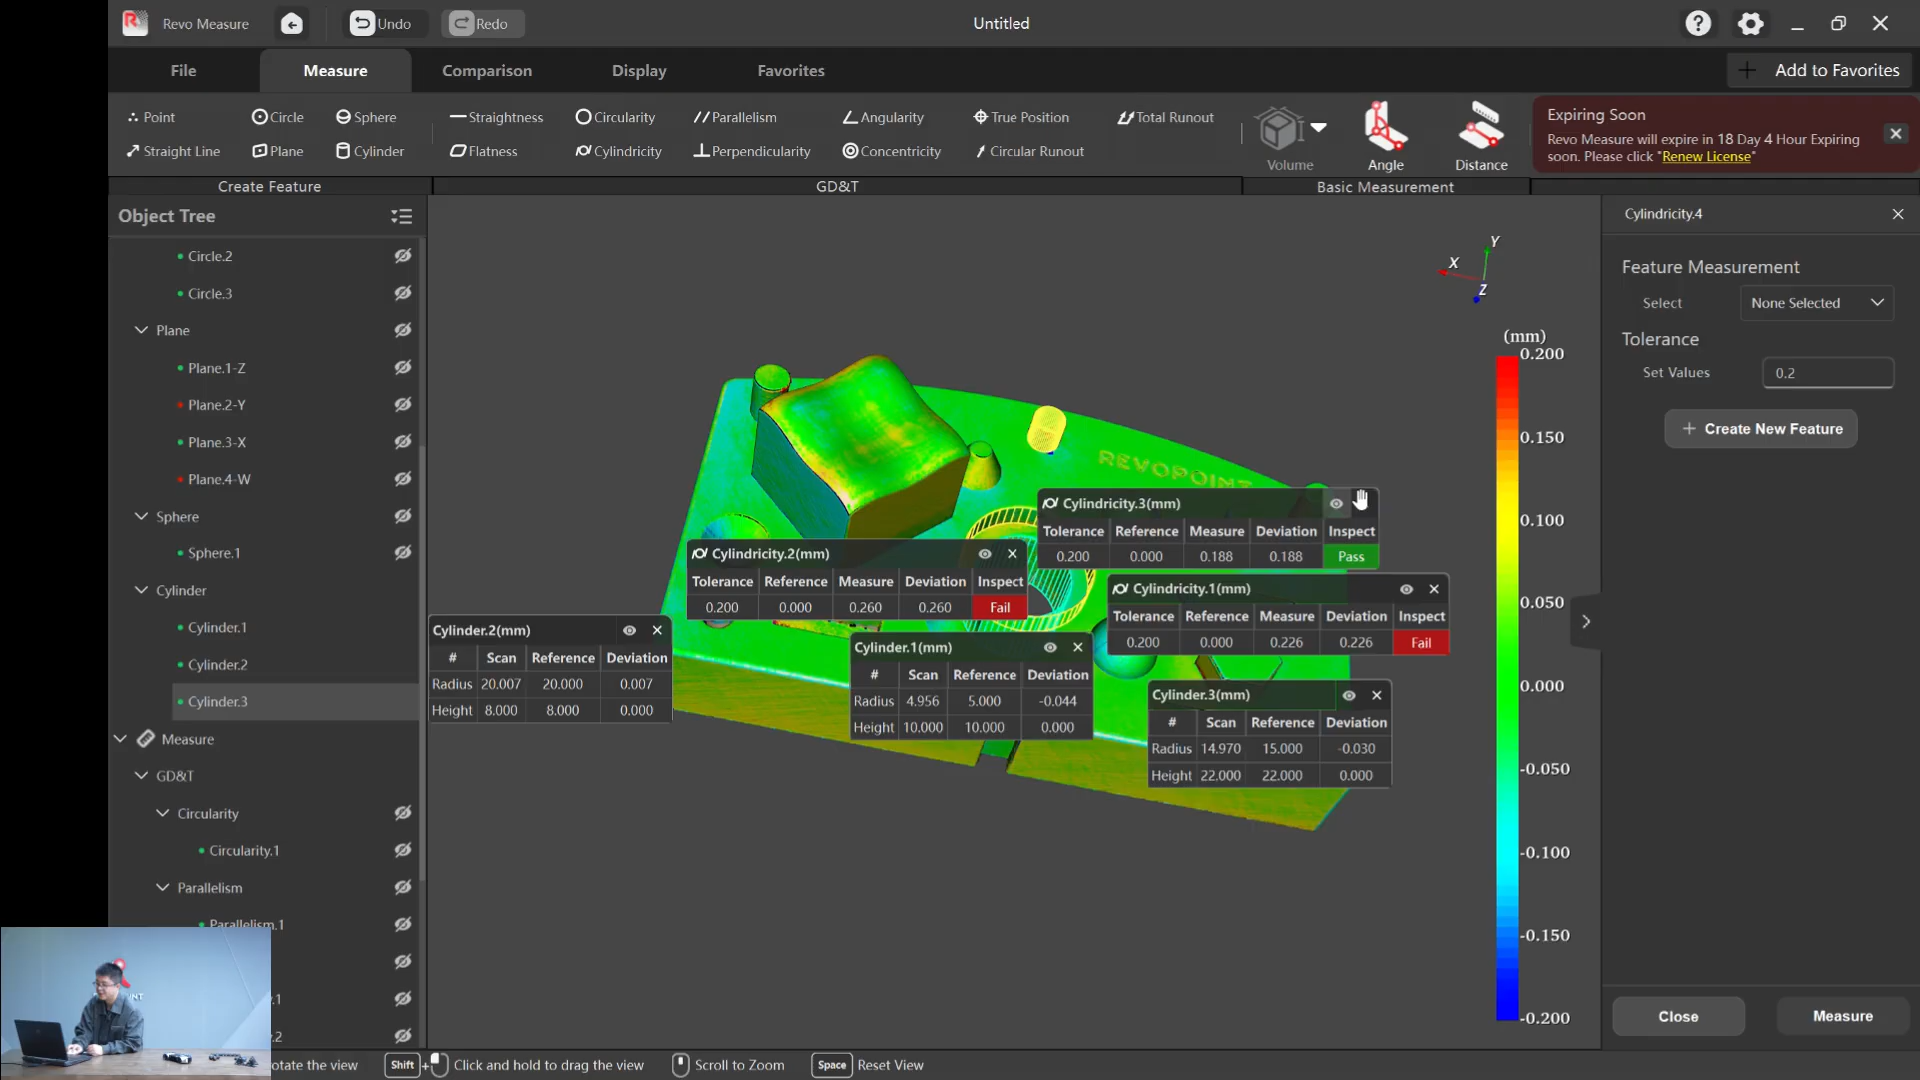 Revo Measure
Undo
Redo
Untitled
File
Measure
Comparison
Display
Favorites
Add to Favorites
Point
Circle
Sphere
Straightness
Circularity
Parallelism
Angularity
True Position
Total Runout
Straight Line
Plane
Cylinder
Flatness
Cylindricity
Perpendicularity
Concentricity
Circular Runout
Volume
Angle
Distance
Expiring Soon
Revo Measure will expire in 18 Day 4 Hour Expiring
soon. Please click "Renew License"
Create Feature
GD&T
Basic Measurement
Object Tree
Circle.2
Circle.3
Plane
Plane.1-Z
Plane.2-Y
Plane.3-X
Plane.4-W
Sphere
Sphere.1
Cylinder
Cylinder.1
Cylinder.2
Cylinder.3
Measure
GD&T
Circularity
Circularity.1
Parallelism
Parallelism.1
.1
.2
Y
X
Z
REVOPOINT
Cylindricity.3(mm)
Tolerance Reference Measure Deviation Inspect
0.200 0.000 0.188 0.188 Pass
Cylindricity.2(mm)
Tolerance Reference Measure Deviation Inspect
0.200 0.000 0.260 0.260 Fail
Cylindricity.1(mm)
Tolerance Reference Measure Deviation Inspect
0.200 0.000 0.226 0.226 Fail
Cylinder.2(mm)
# Scan Reference Deviation
Radius 20.007 20.000 0.007
Height 8.000 8.000 0.000
Cylinder.1(mm)
# Scan Reference Deviation
Radius 4.956 5.000 -0.044
Height 10.000 10.000 0.000
Cylinder.3(mm)
# Scan Reference Deviation
Radius 14.970 15.000 -0.030
Height 22.000 22.000 0.000
(mm)
0.200
0.150
0.100
0.050
0.000
-0.050
-0.100
-0.150
-0.200
Cylindricity.4
Feature Measurement
Select None Selected
Tolerance
Set Values 0.2
+ Create New Feature
Close
Measure
otate the view
Shift + Click and hold to drag the view
Scroll to Zoom
Space Reset View